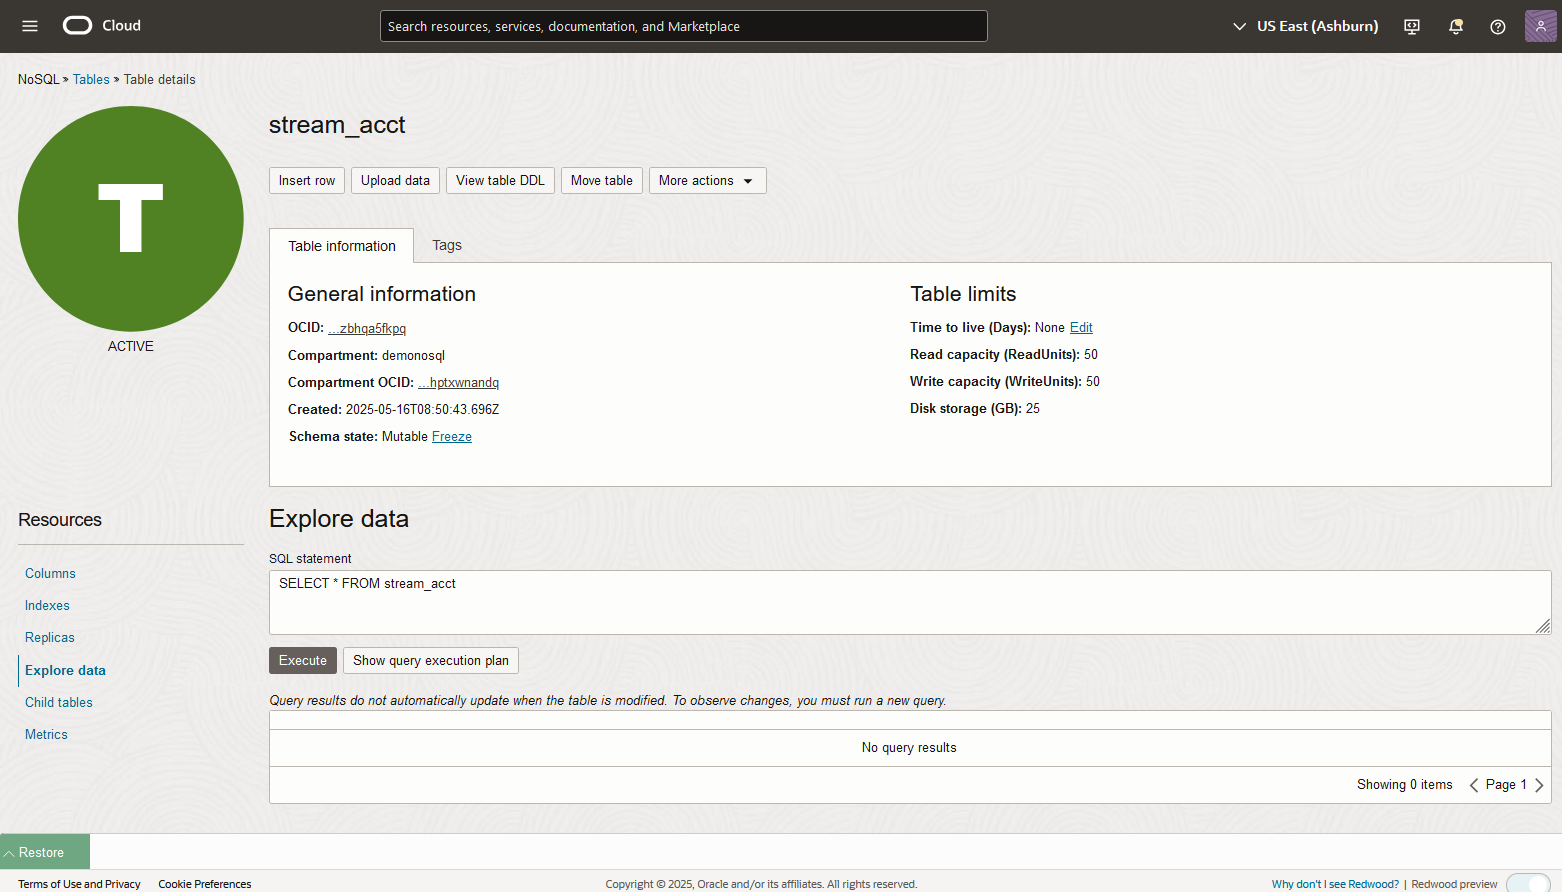 Cloud
Search resources, services, documentation, and Marketplace
US East (Ashburn)
NoSQL » Tables » Table details
T
ACTIVE
stream_acct
Insert row
Upload data
View table DDL
Move table
More actions
Table information
Tags
General information
OCID: ...zbhqa5fkpq
Compartment: demonosql
Compartment OCID: ...hptxwnandq
Created: 2025-05-16T08:50:43.696Z
Schema state: Mutable Freeze
Table limits
Time to live (Days): None Edit
Read capacity (ReadUnits): 50
Write capacity (WriteUnits): 50
Disk storage (GB): 25
Resources
Columns
Indexes
Replicas
Explore data
Child tables
Metrics
Explore data
SQL statement
SELECT * FROM stream_acct
Execute
Show query execution plan
Query results do not automatically update when the table is modified. To observe changes, you must run a new query.
No query results
Showing 0 items
Page 1
Restore
Terms of Use and Privacy
Cookie Preferences
Copyright © 2025, Oracle and/or its affiliates. All rights reserved.
Why don't I see Redwood? | Redwood preview